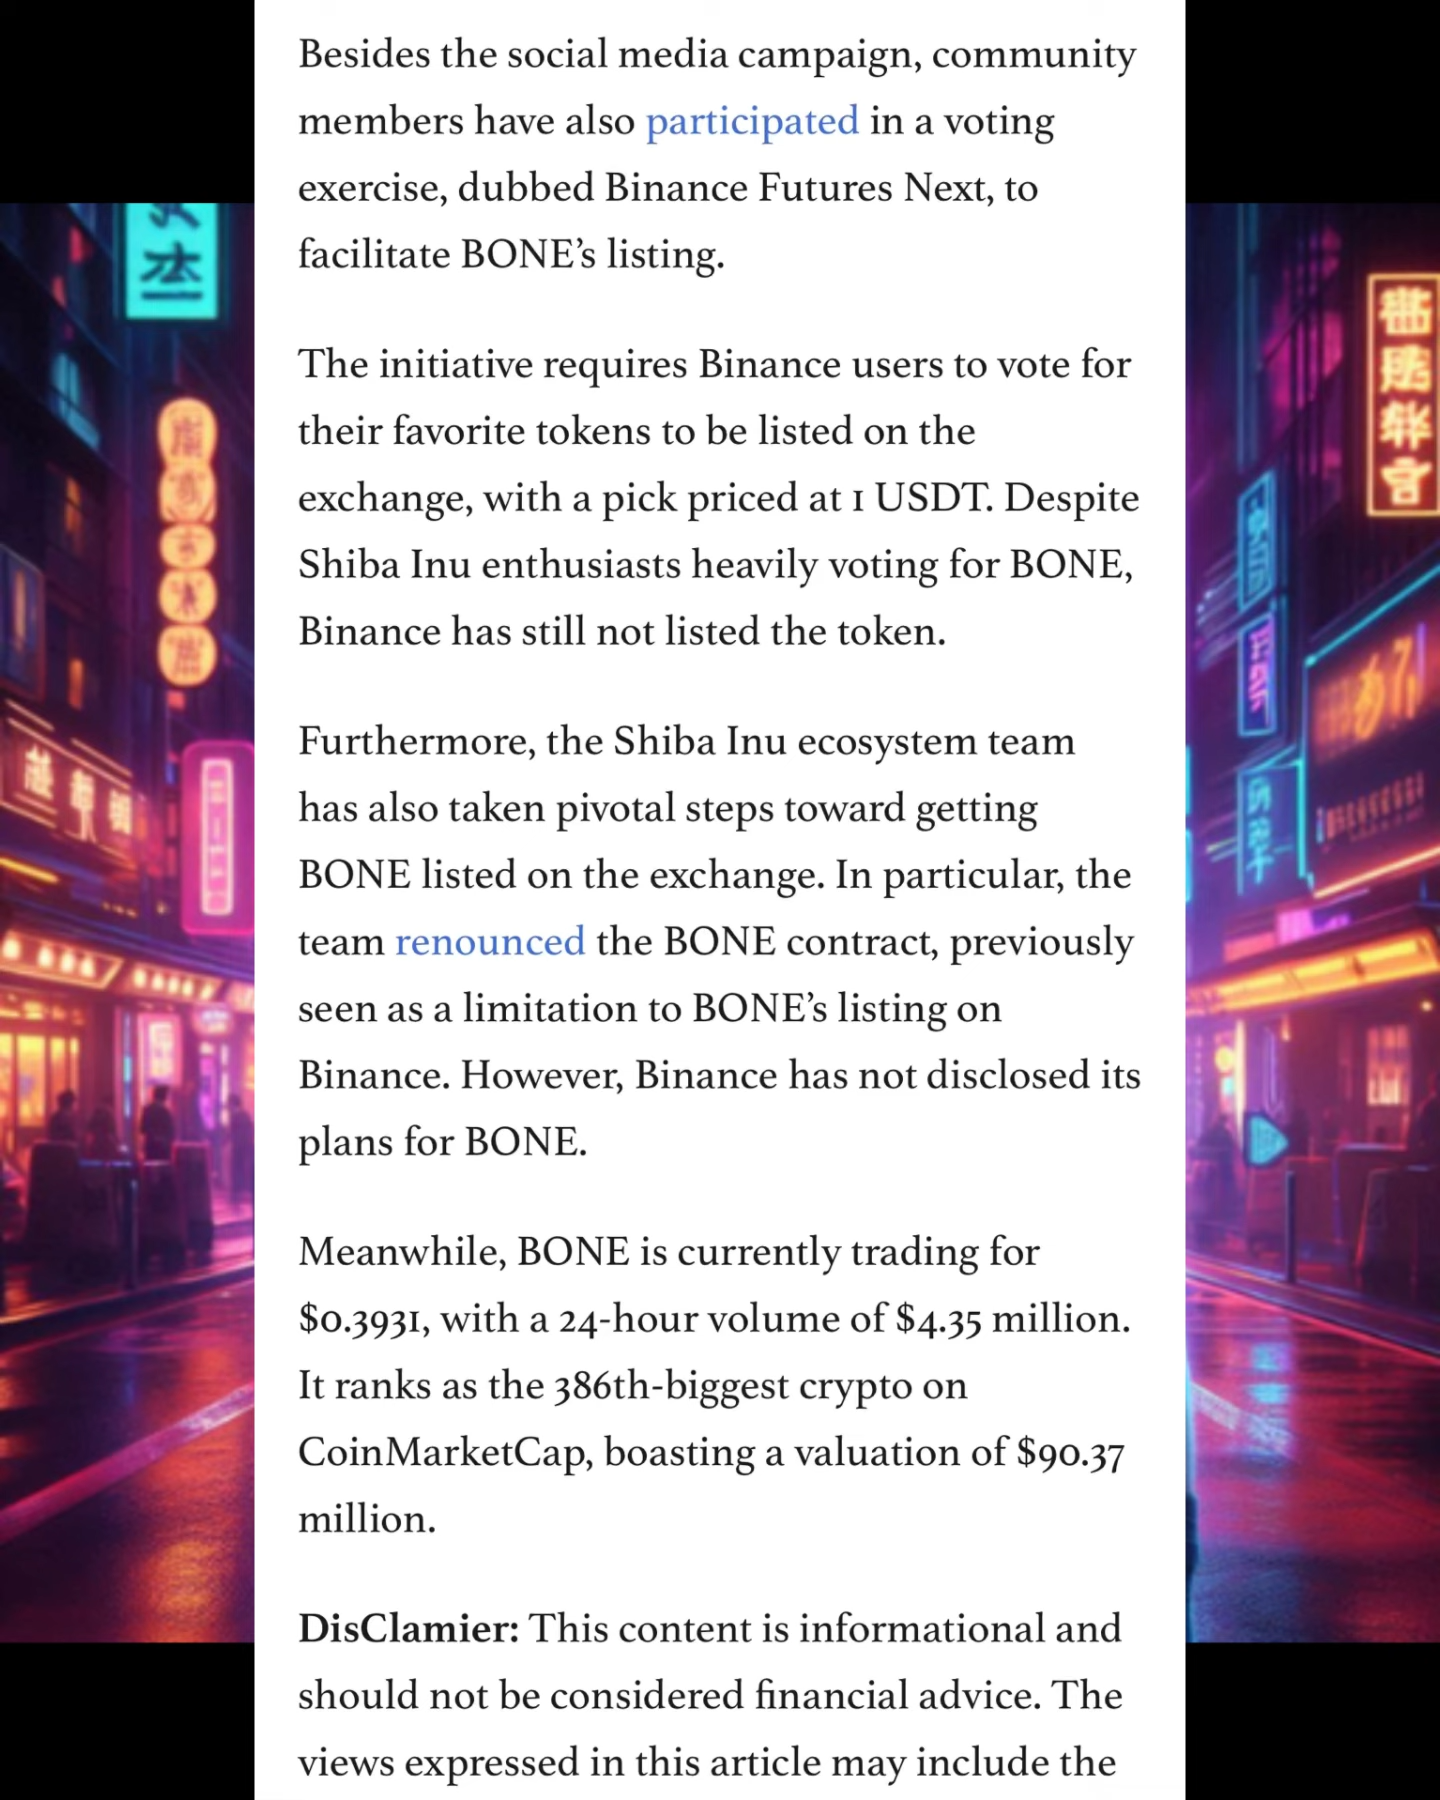 Besides the social media campaign, community
members have also participated in a voting
exercise, dubbed Binance Futures Next, to
facilitate BONE’s listing.
The initiative requires Binance users to vote for
their favorite tokens to be listed on the
exchange, with a pick priced at 1 USDT. Despite
Shiba Inu enthusiasts heavily voting for BONE,
Binance has still not listed the token.
Furthermore, the Shiba Inu ecosystem team
has also taken pivotal steps toward getting
BONE listed on the exchange. In particular, the
team renounced the BONE contract, previously
seen as a limitation to BONE’s listing on
Binance. However, Binance has not disclosed its
plans for BONE.
Meanwhile, BONE is currently trading for
$0.3931, with a 24-hour volume of $4.35 million.
It ranks as the 386th-biggest crypto on
CoinMarketCap, boasting a valuation of $90.37
million.
DisClamier: This content is informational and
should not be considered financial advice. The
views expressed in this article may include the